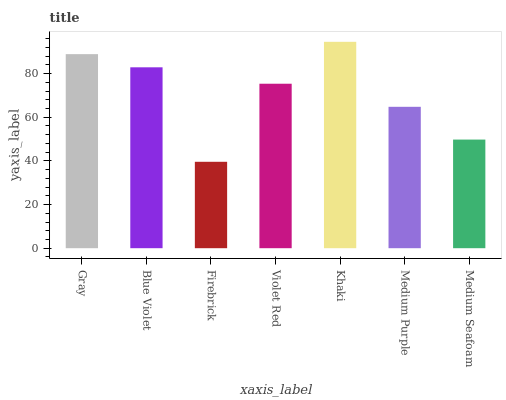 title
yaxis_label
80
60
40
20
0
Gray
Blue Violet
Firebrick
Violet Red
Khaki
Medium Purple
Medium Seafoam
xaxis_label